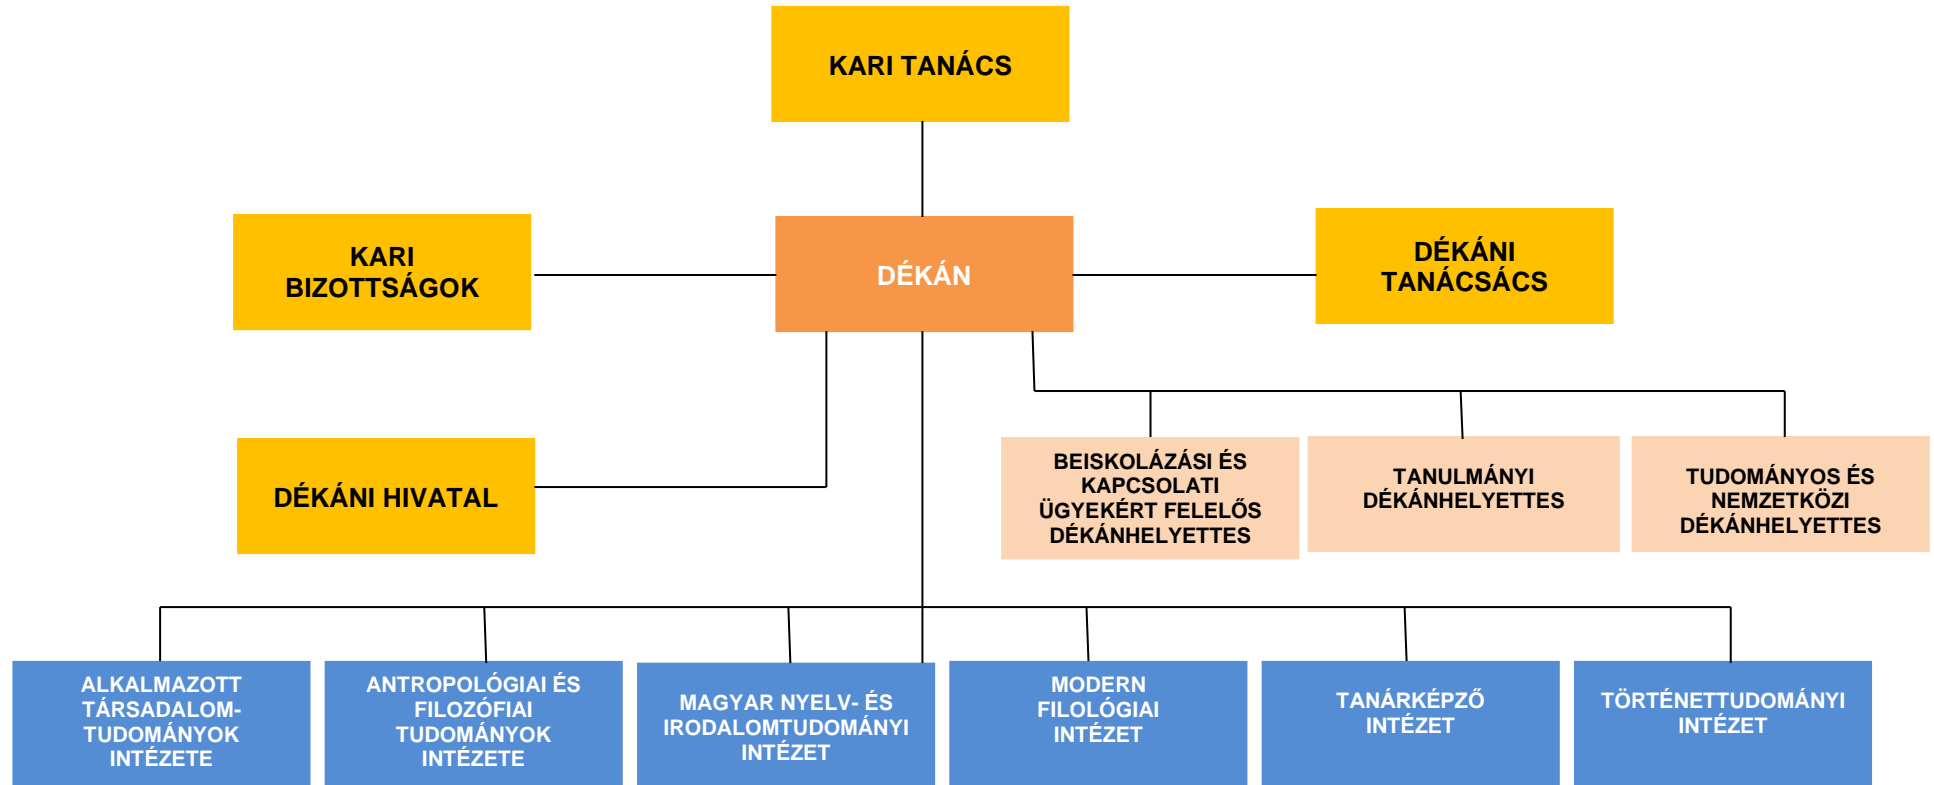 KARI TANÁCS
KARI
BIZOTTSÁGOK
DÉKÁN
DÉKÁNI
TANÁCSÁCS
DÉKÁNI HIVATAL
BEISKOLÁZÁSI ÉS
KAPCSOLATI
ÜGYEKÉRT FELELŐS
DÉKÁNHELYETTES
TANULMÁNYI
DÉKÁNHELYETTES
TUDOMÁNYOS ÉS
NEMZETKÖZI
DÉKÁNHELYETTES
ALKALMAZOTT
TÁRSADALOM-
TUDOMÁNYOK
INTÉZETE
ANTROPOLÓGIAI ÉS
FILOZÓFIAI
TUDOMÁNYOK
INTÉZETE
MAGYAR NYELV- ÉS
IRODALOMTUDOMÁNYI
INTÉZET
MODERN
FILOLÓGIAI
INTÉZET
TANÁRKÉPZŐ
INTÉZET
TÖRTÉNETTUDOMÁNYI
INTÉZET